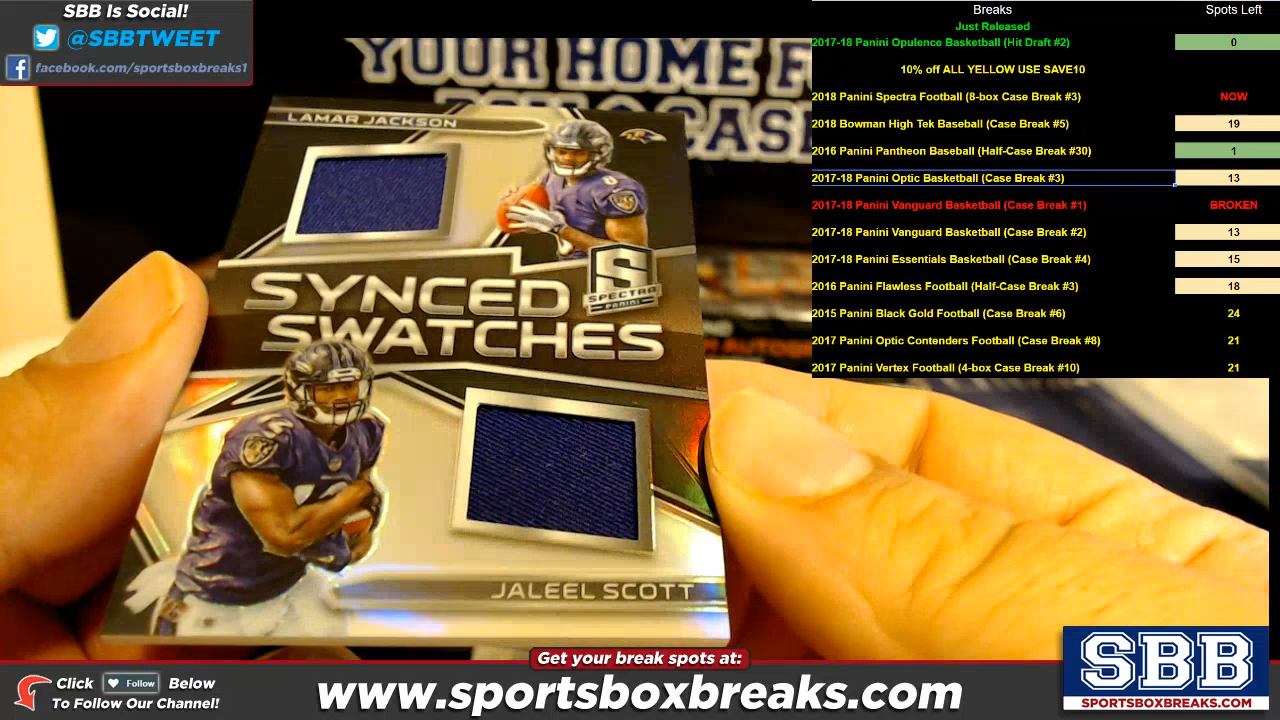 SBB Is Social!
@SBBTWEET
facebook.com/sportsboxbreaks1
YOUR HOME F
CASE
LAMAR JACKSON
8
SYNCED
SWATCHES
S
SPECTRA
PANINI
JALEEL SCOTT
Breaks Spots Left
Just Released
2017-18 Panini Opulence Basketball (Hit Draft #2) 0
10% off ALL YELLOW USE SAVE10
2018 Panini Spectra Football (8-box Case Break #3) NOW
2018 Bowman High Tek Baseball (Case Break #5) 19
2016 Panini Pantheon Baseball (Half-Case Break #30) 1
2017-18 Panini Optic Basketball (Case Break #3) 13
2017-18 Panini Vanguard Basketball (Case Break #1) BROKEN
2017-18 Panini Vanguard Basketball (Case Break #2) 13
2017-18 Panini Essentials Basketball (Case Break #4) 15
2016 Panini Flawless Football (Half-Case Break #3) 18
2015 Panini Black Gold Football (Case Break #6) 24
2017 Panini Optic Contenders Football (Case Break #8) 21
2017 Panini Vertex Football (4-box Case Break #10) 21
Get your break spots at:
Click Follow Below
To Follow Our Channel!
www.sportsboxbreaks.com
SBB
SPORTSBOXBREAKS.COM